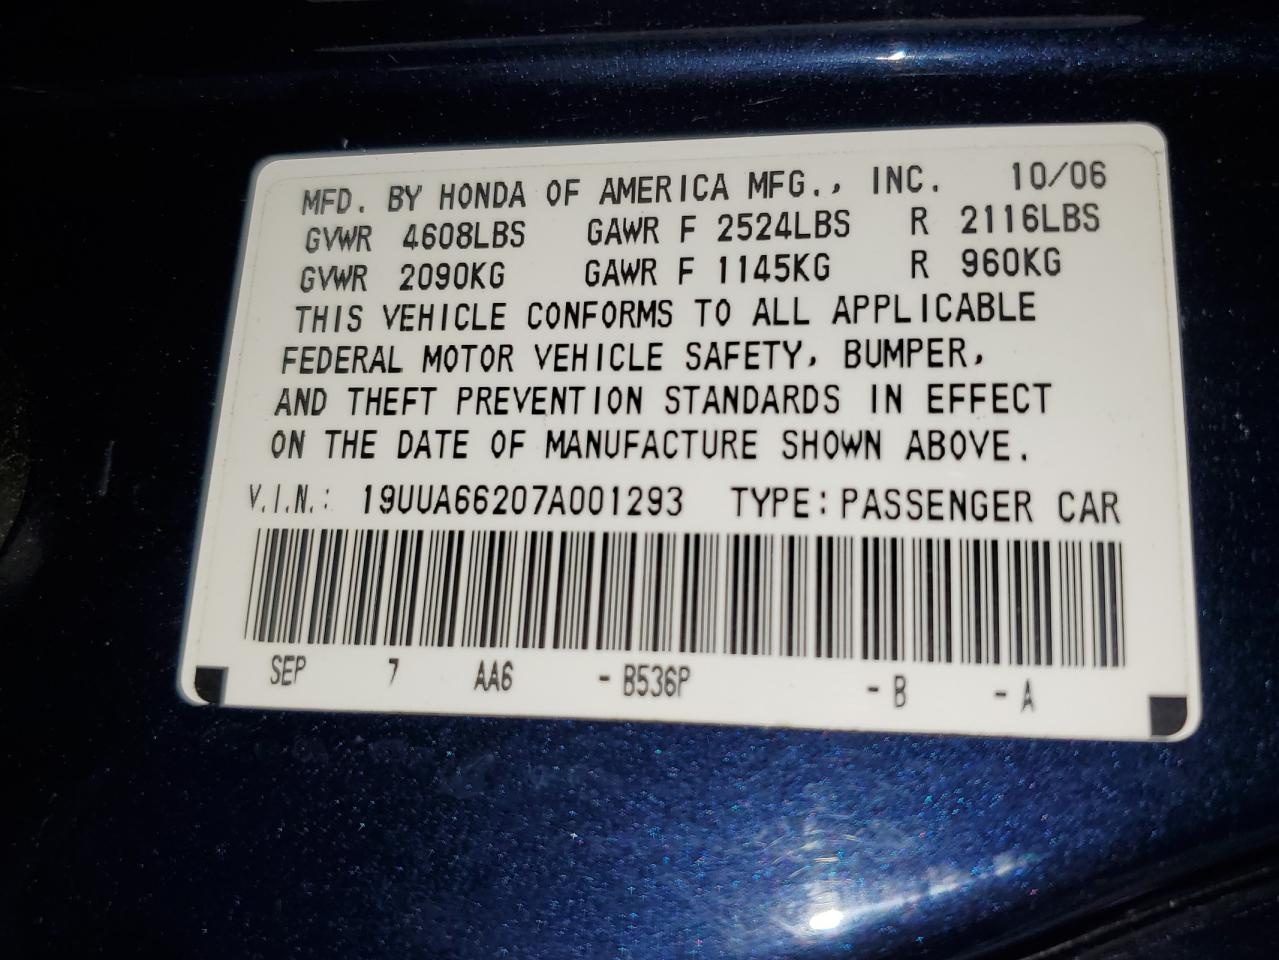 MFD. BY HONDA OF AMERICA MFG., INC. 10/06
GVWR 4608LBS GAWR F 2524LBS R 2116LBS
GVWR 2090KG GAWR F 1145KG R 960KG
THIS VEHICLE CONFORMS TO ALL APPLICABLE
FEDERAL MOTOR VEHICLE SAFETY, BUMPER,
AND THEFT PREVENTION STANDARDS IN EFFECT
ON THE DATE OF MANUFACTURE SHOWN ABOVE.
V.I.N.: 19UUA66207A001293 TYPE:PASSENGER CAR
SEP 7 AA6 -B536P -B -A